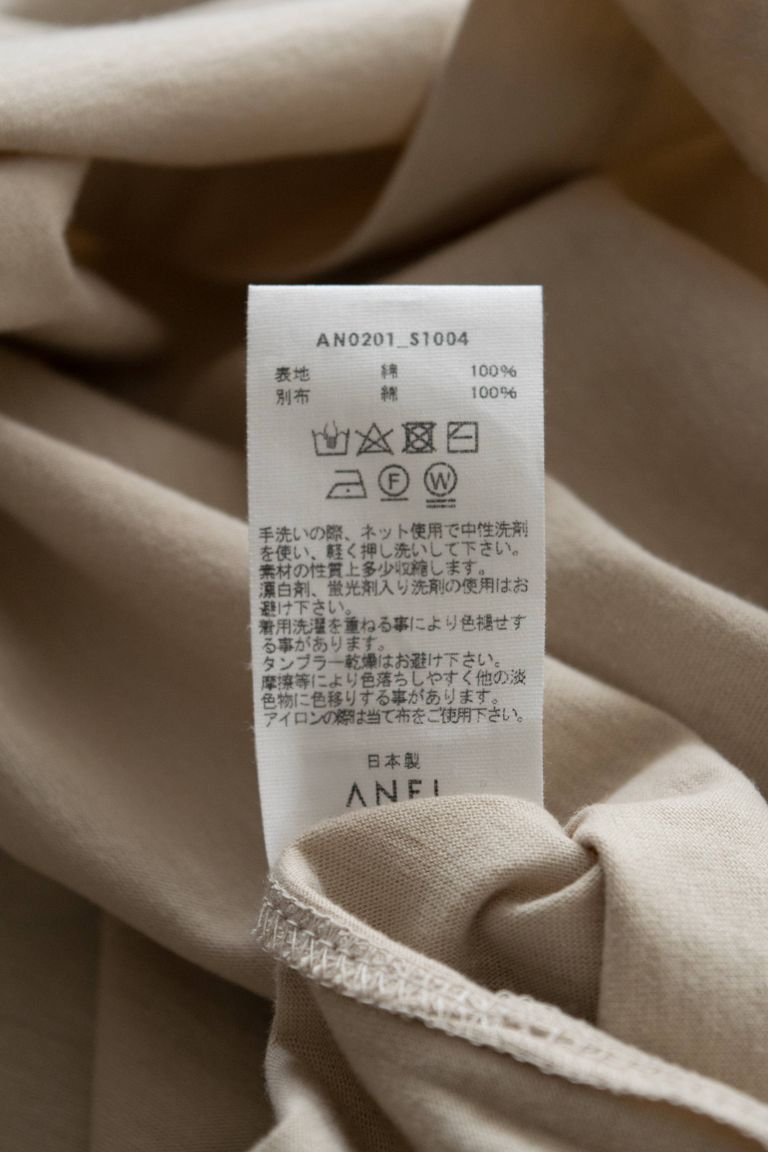 AN0201_S1004
表地 綿 100%
別布 綿 100%
F W
手洗いの際、ネット使用で中性洗剤
を使い、軽く押し洗いして下さい。
素材の性質上多少収縮します。
漂白剤、蛍光剤入り洗剤の使用はお
避け下さい。
着用洗濯を重ねる事により色褪せす
る事があります。
タンブラー乾燥はお避け下さい。
摩擦等により色落ちしやすく他の淡
色物に色移りする事があります。
アイロンの際は当て布をご使用下さい。
日本製